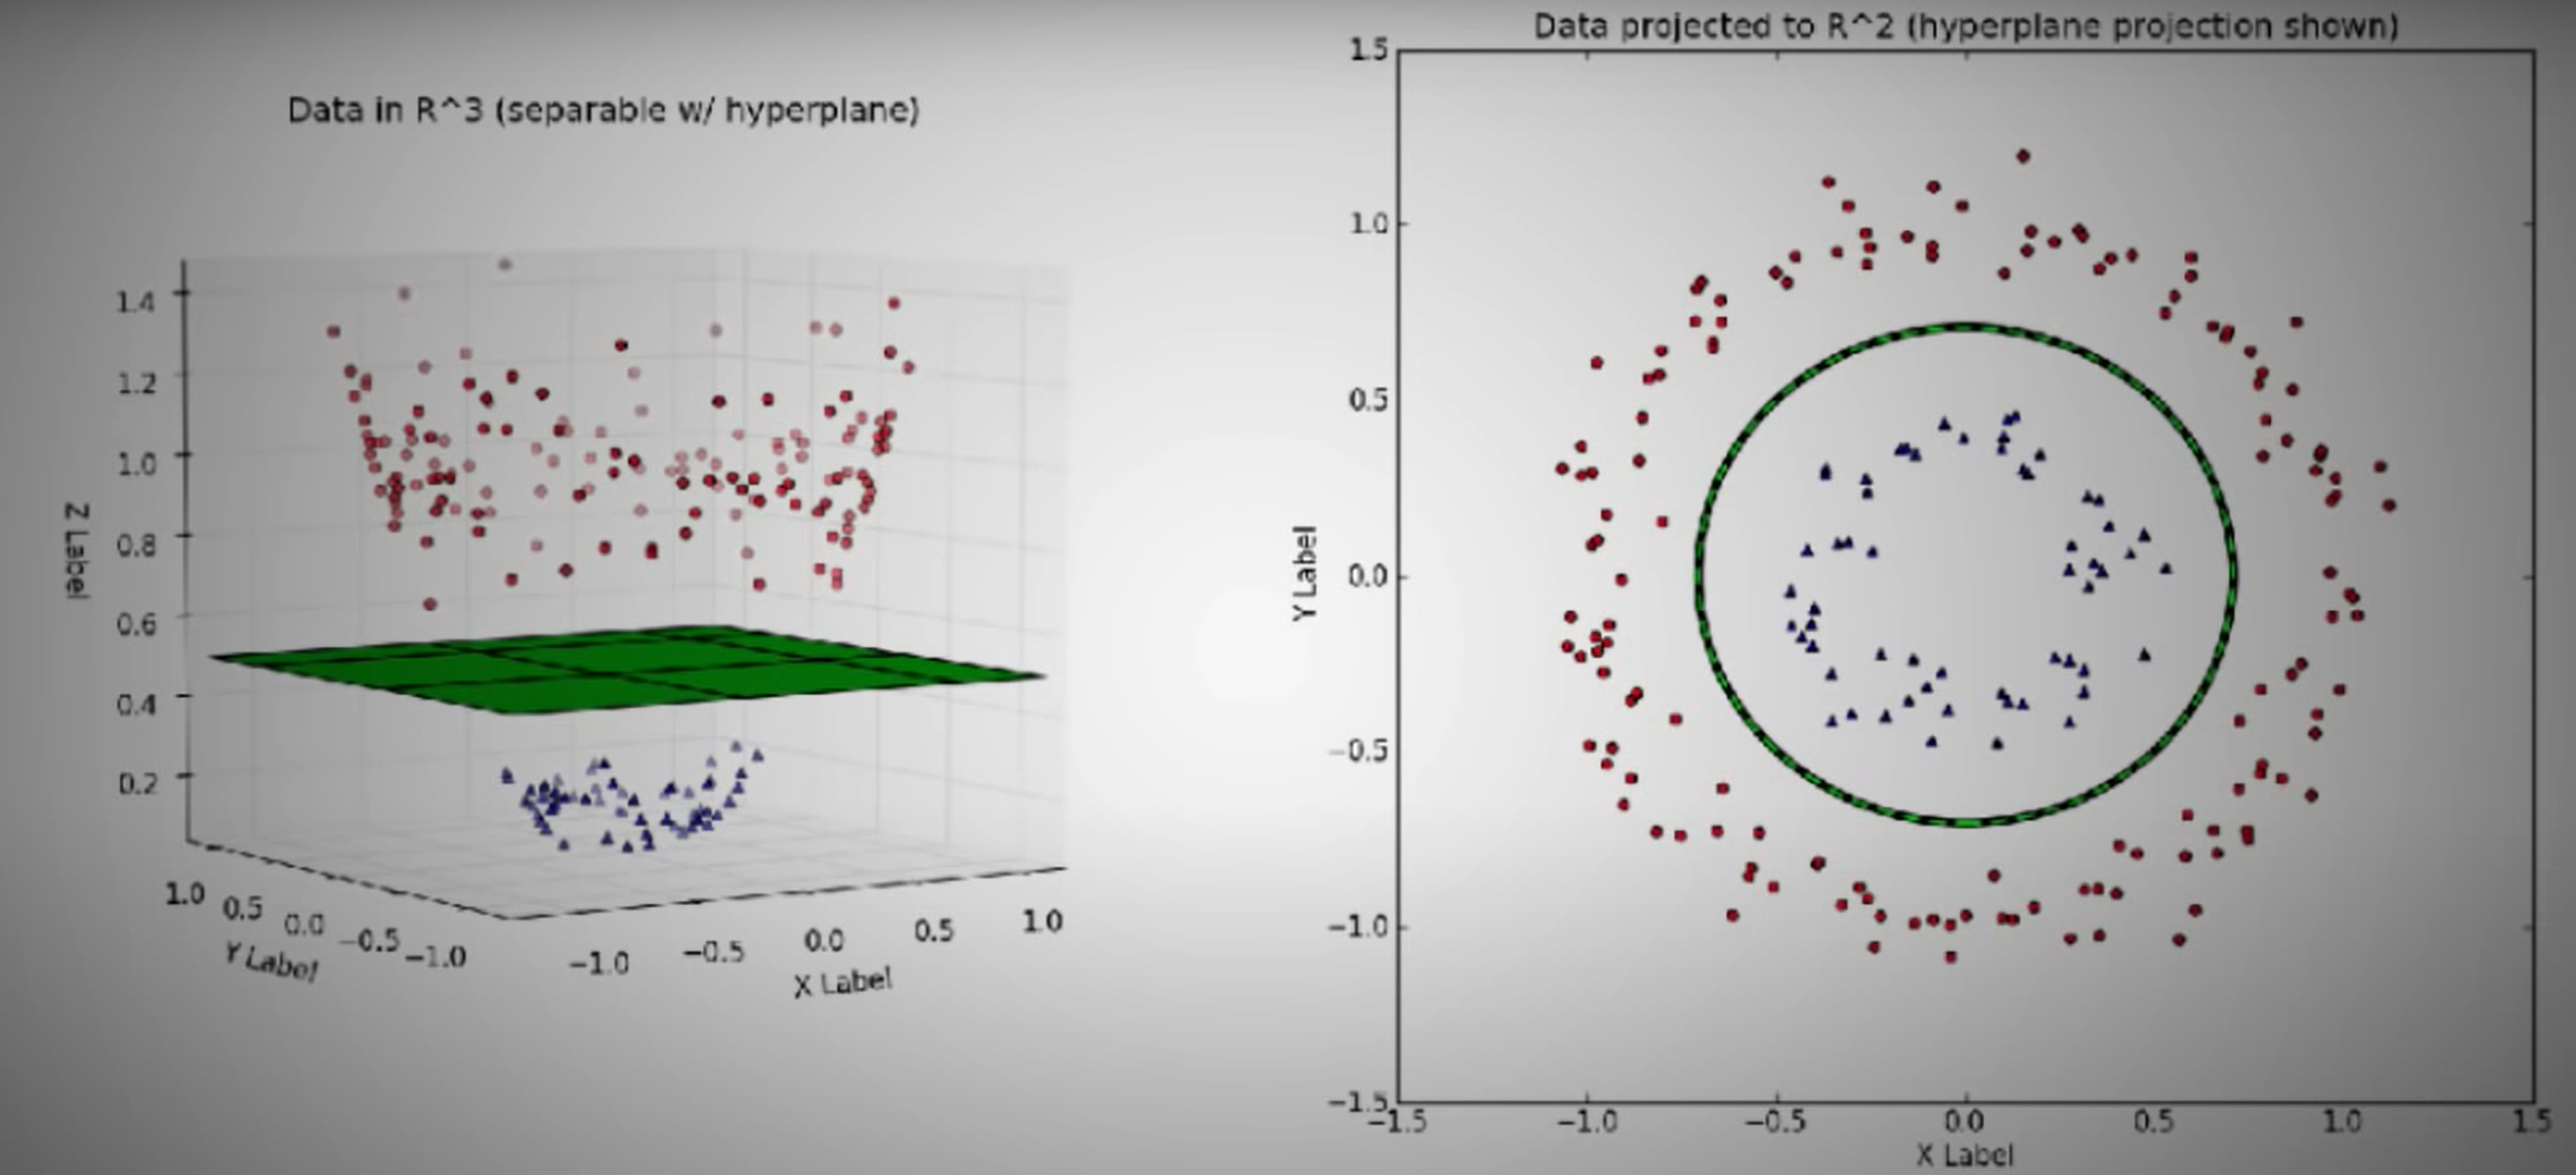 Data in R^3 (separable w/ hyperplane)
1.4
1.2
1.0
0.8
0.6
0.4
0.2
Z Label
1.0 0.5 0.0 −0.5 −1.0
Y Label
−1.0 −0.5 0.0 0.5 1.0
X Label
Data projected to R^2 (hyperplane projection shown)
1.5
1.0
0.5
0.0
−0.5
−1.0
−1.5
Y Label
−1.5 −1.0 −0.5 0.0 0.5 1.0 1.5
X Label